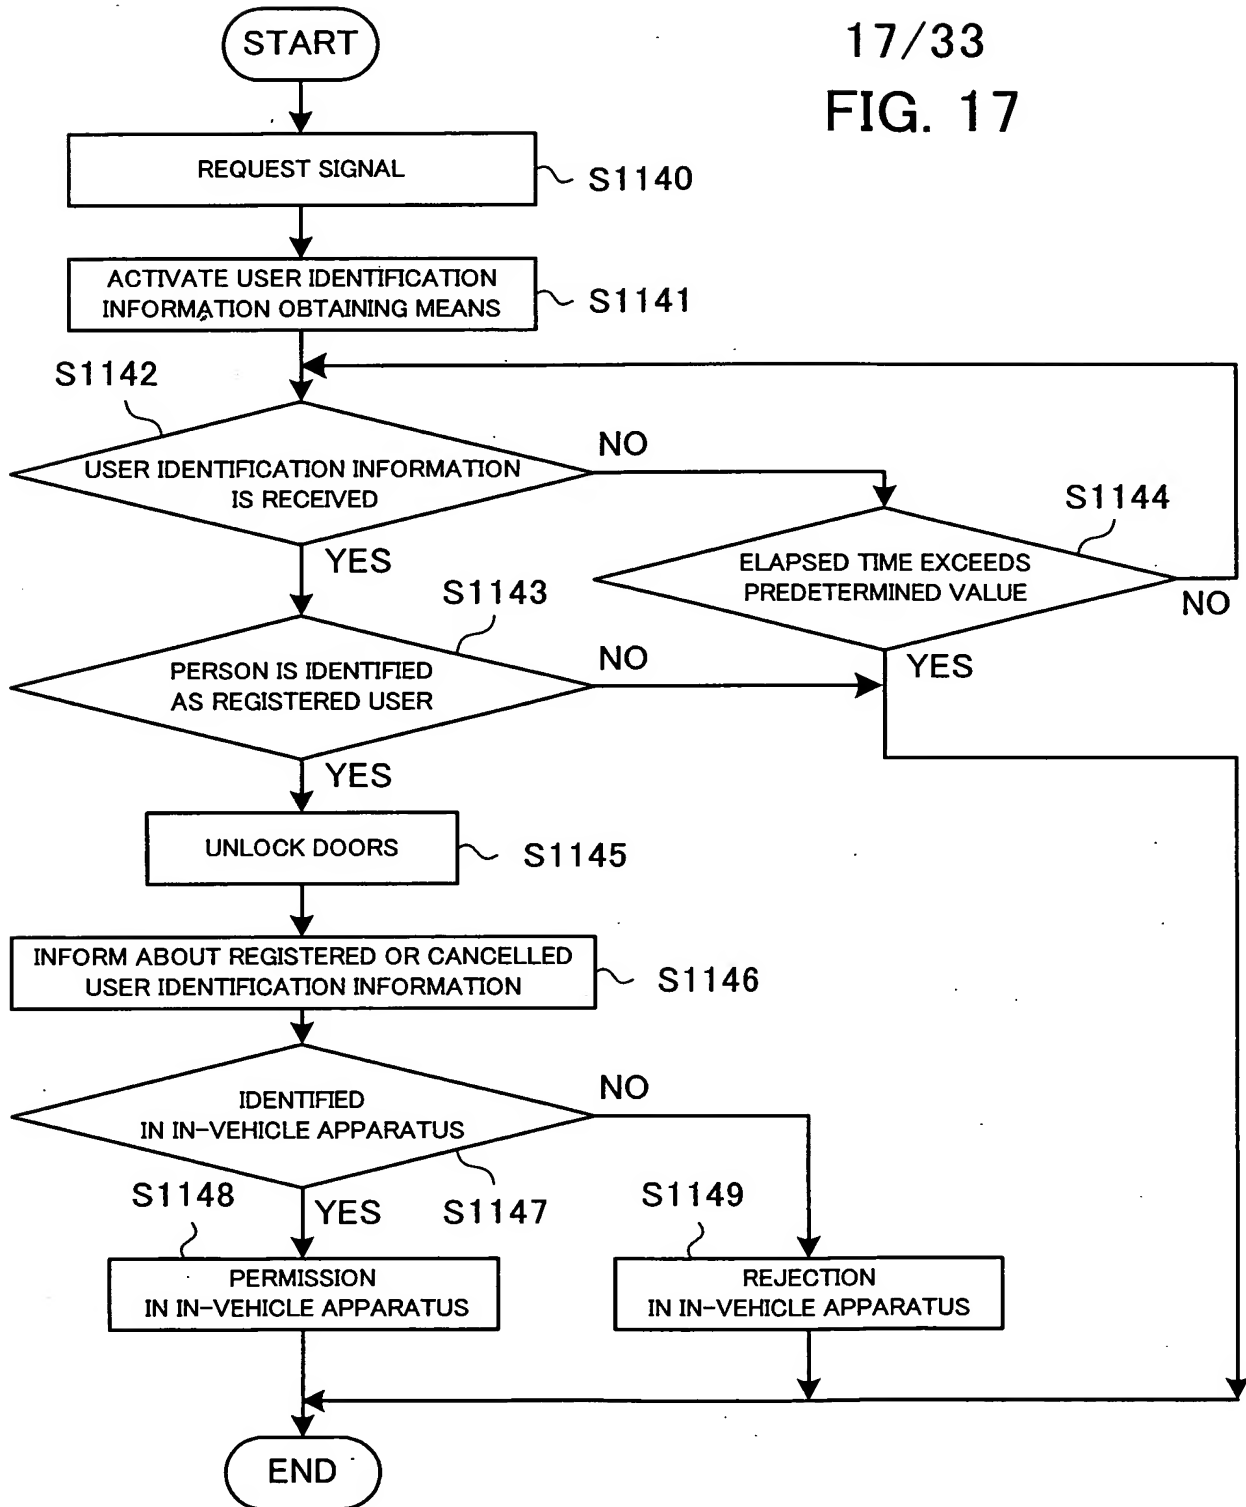 START
17/33
FIG. 17
REQUEST SIGNAL
S1140
ACTIVATE USER IDENTIFICATION
INFORMATION OBTAINING MEANS
S1141
S1142
USER IDENTIFICATION INFORMATION
IS RECEIVED
NO
YES
S1144
ELAPSED TIME EXCEEDS
PREDETERMINED VALUE
NO
YES
S1143
PERSON IS IDENTIFIED
AS REGISTERED USER
NO
YES
UNLOCK DOORS
S1145
INFORM ABOUT REGISTERED OR CANCELLED
USER IDENTIFICATION INFORMATION
S1146
IDENTIFIED
IN IN-VEHICLE APPARATUS
NO
YES
S1147
S1148
PERMISSION
IN IN-VEHICLE APPARATUS
S1149
REJECTION
IN IN-VEHICLE APPARATUS
END